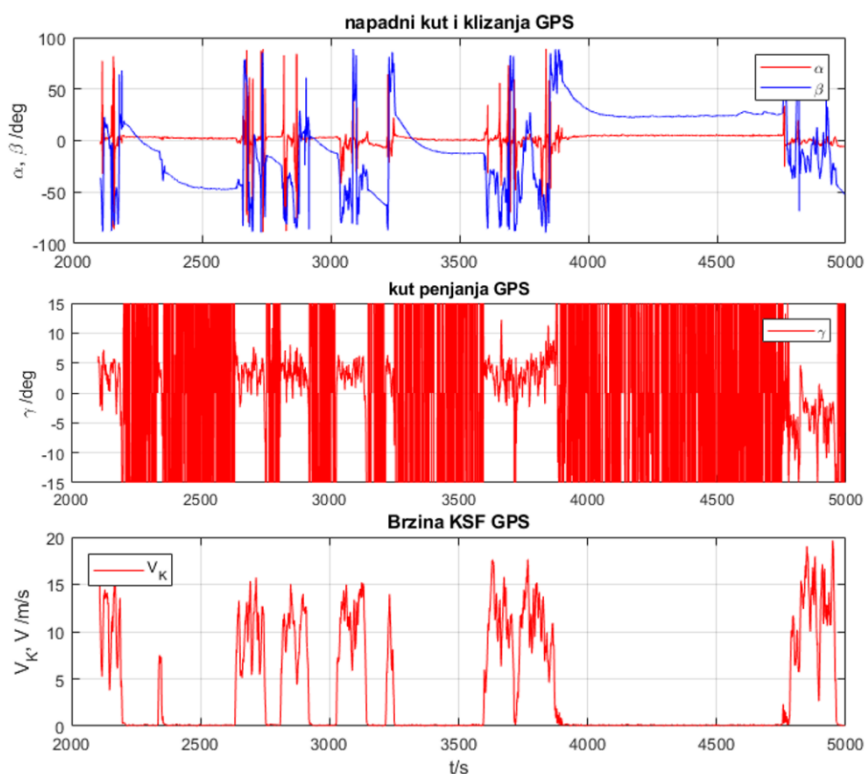 napadni kut i klizanja GPS
100
50
0
-50
-100
α, β /deg
α
β
2000 2500 3000 3500 4000 4500 5000
kut penjanja GPS
15
10
5
0
-5
-10
-15
γ /deg
γ
2000 2500 3000 3500 4000 4500 5000
Brzina KSF GPS
20
15
10
5
0
V_K, V /m/s
V_K
2000 2500 3000 3500 4000 4500 5000
t/s